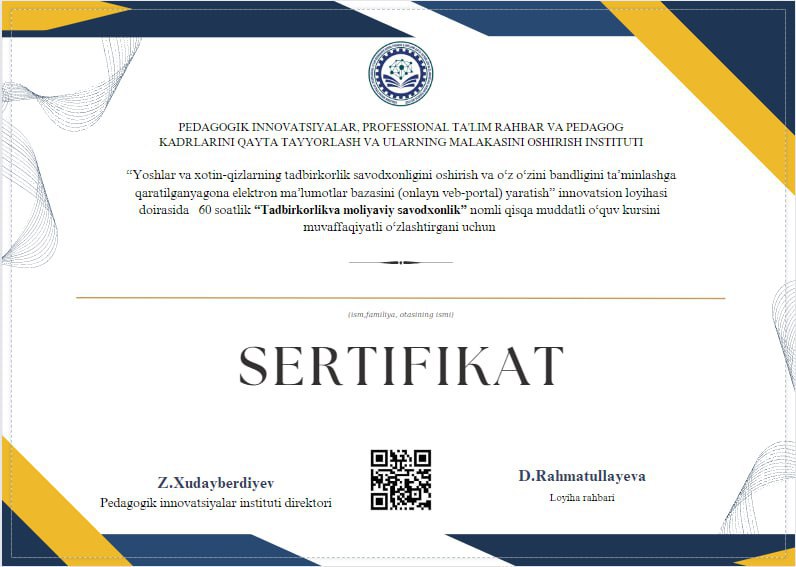 PEDAGOGIK INNOVATSIYALAR, PROFESSIONAL TA'LIM RAHBAR VA PEDAGOG
KADRLARINI QAYTA TAYYORLASH VA ULARNING MALAKASINI OSHIRISH INSTITUTI
“Yoshlar va xotin-qizlarning tadbirkorlik savodxonligini oshirish va o‘z o‘zini bandligini ta’minlashga
qaratilganyagona elektron ma’lumotlar bazasini (onlayn veb-portal) yaratish” innovatsion loyihasi
doirasida 60 soatlik “Tadbirkorlikva moliyaviy savodxonlik” nomli qisqa muddatli o‘quv kursini
muvaffaqiyatli o‘zlashtirgani uchun
(ism,familiya, otasining ismi)
SERTIFIKAT
Z.Xudayberdiyev
Pedagogik innovatsiyalar instituti direktori
D.Rahmatullayeva
Loyiha rahbari